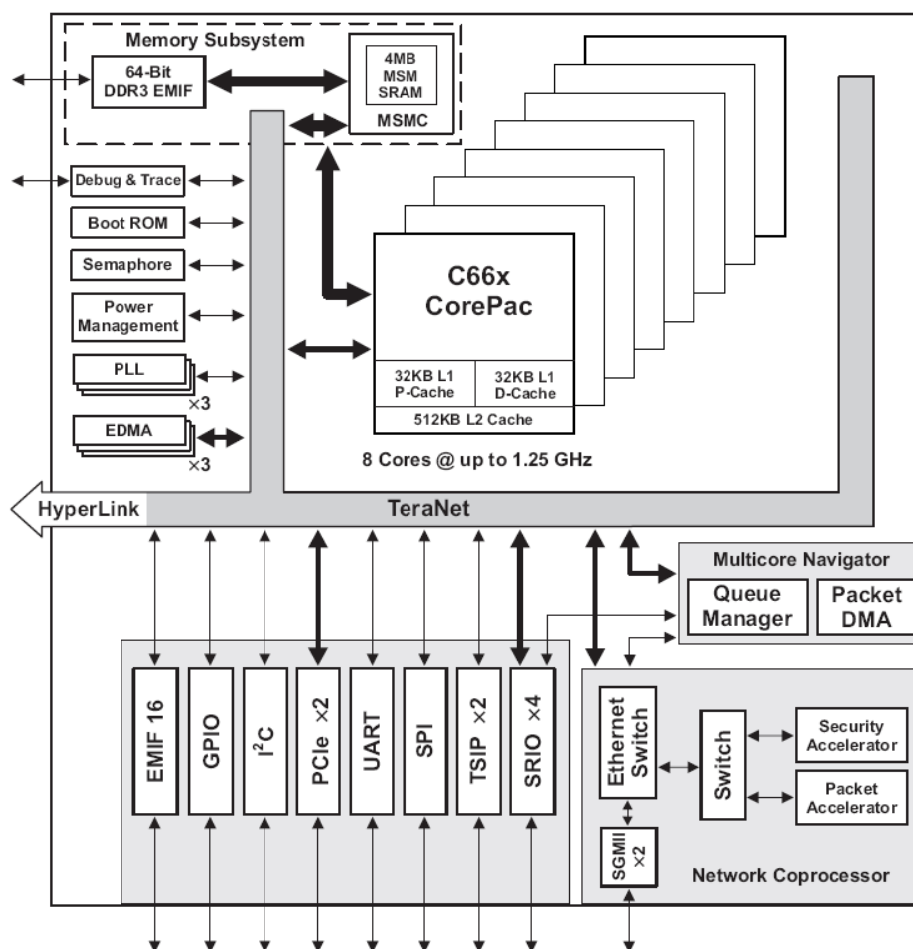 Memory Subsystem
64-Bit
DDR3 EMIF
4MB
MSM
SRAM
MSMC
Debug & Trace
Boot ROM
Semaphore
Power
Management
PLL
×3
EDMA
×3
C66x
CorePac
32KB L1
P-Cache
32KB L1
D-Cache
512KB L2 Cache
8 Cores @ up to 1.25 GHz
HyperLink
TeraNet
Multicore Navigator
Queue
Manager
Packet
DMA
EMIF 16
GPIO
I²C
PCIe ×2
UART
SPI
TSIP ×2
SRIO ×4
Ethernet
Switch
Switch
Security
Accelerator
Packet
Accelerator
SGMII
×2
Network Coprocessor